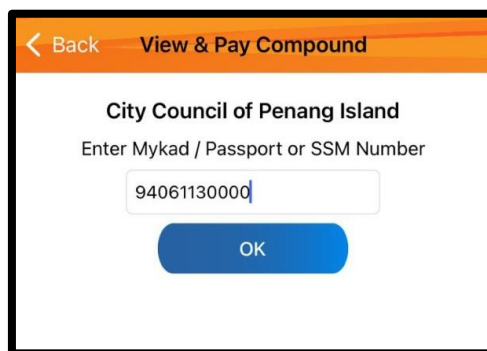 Back View & Pay Compound
City Council of Penang Island
Enter Mykad / Passport or SSM Number
94061130000
OK